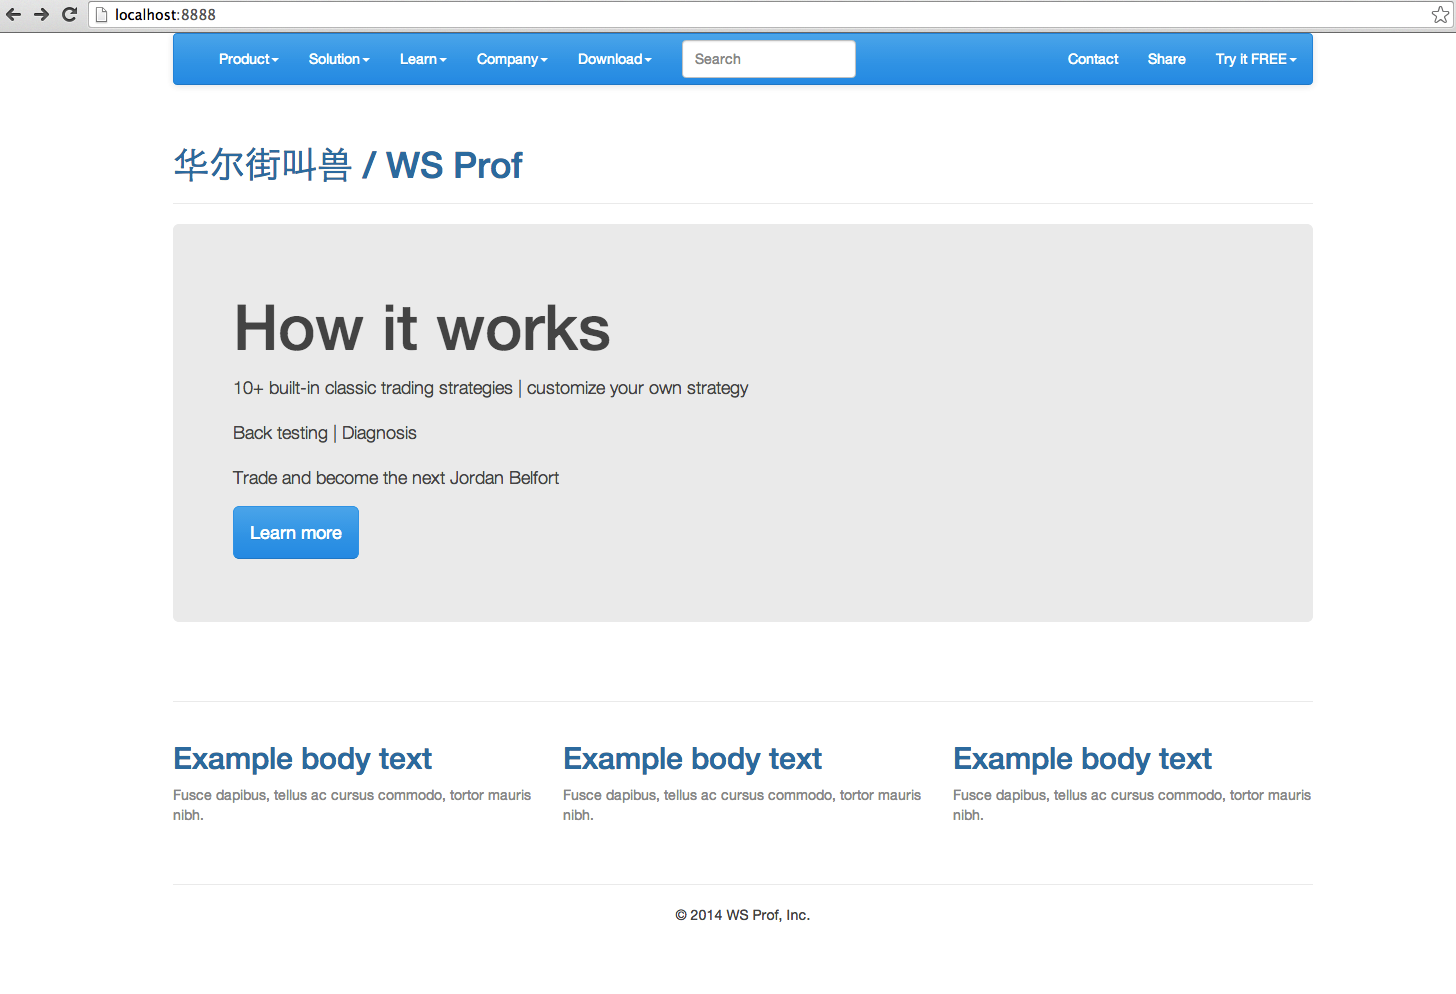 localhost:8888
Product Solution Learn Company Download Search Contact Share Try it FREE
华尔街叫兽 / WS Prof
How it works
10+ built-in classic trading strategies | customize your own strategy
Back testing | Diagnosis
Trade and become the next Jordan Belfort
Learn more
Example body text
Fusce dapibus, tellus ac cursus commodo, tortor mauris
nibh.
Example body text
Fusce dapibus, tellus ac cursus commodo, tortor mauris
nibh.
Example body text
Fusce dapibus, tellus ac cursus commodo, tortor mauris
nibh.
© 2014 WS Prof, Inc.